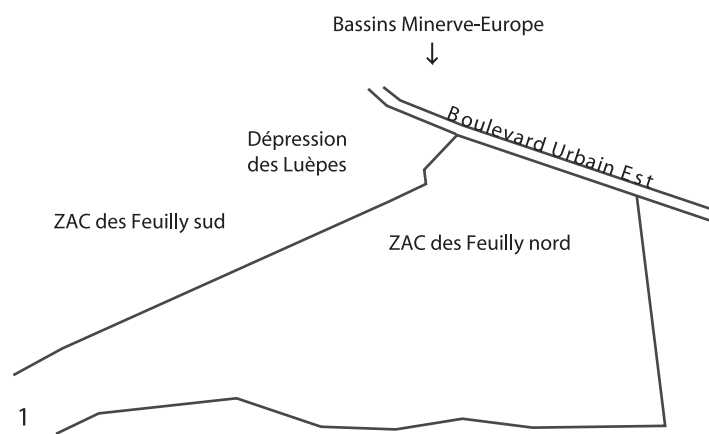 Bassins Minerve-Europe
↓
Boulevard Urbain Est
Dépression
des Luèpes
ZAC des Feuilly sud
ZAC des Feuilly nord
1